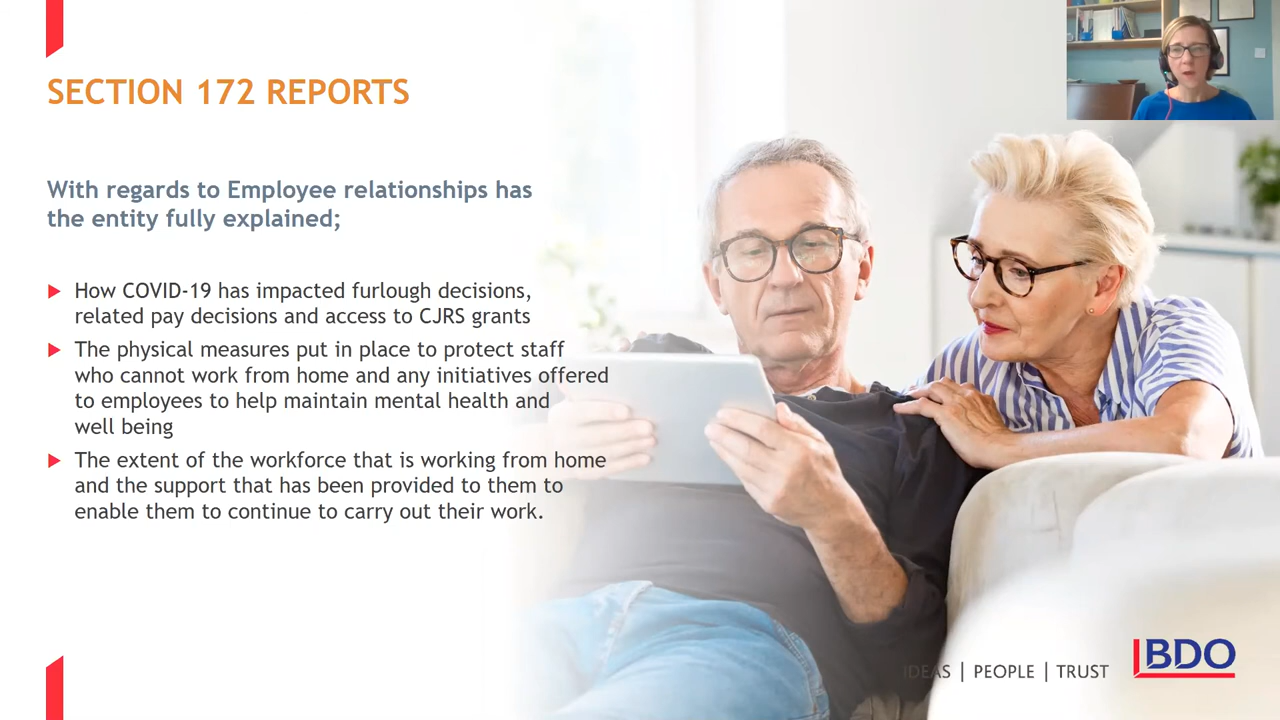 SECTION 172 REPORTS
With regards to Employee relationships has
the entity fully explained;
How COVID-19 has impacted furlough decisions,
related pay decisions and access to CJRS grants
The physical measures put in place to protect staff
who cannot work from home and any initiatives offered
to employees to help maintain mental health and
well being
The extent of the workforce that is working from home
and the support that has been provided to them to
enable them to continue to carry out their work.
IDEAS | PEOPLE | TRUST
BDO